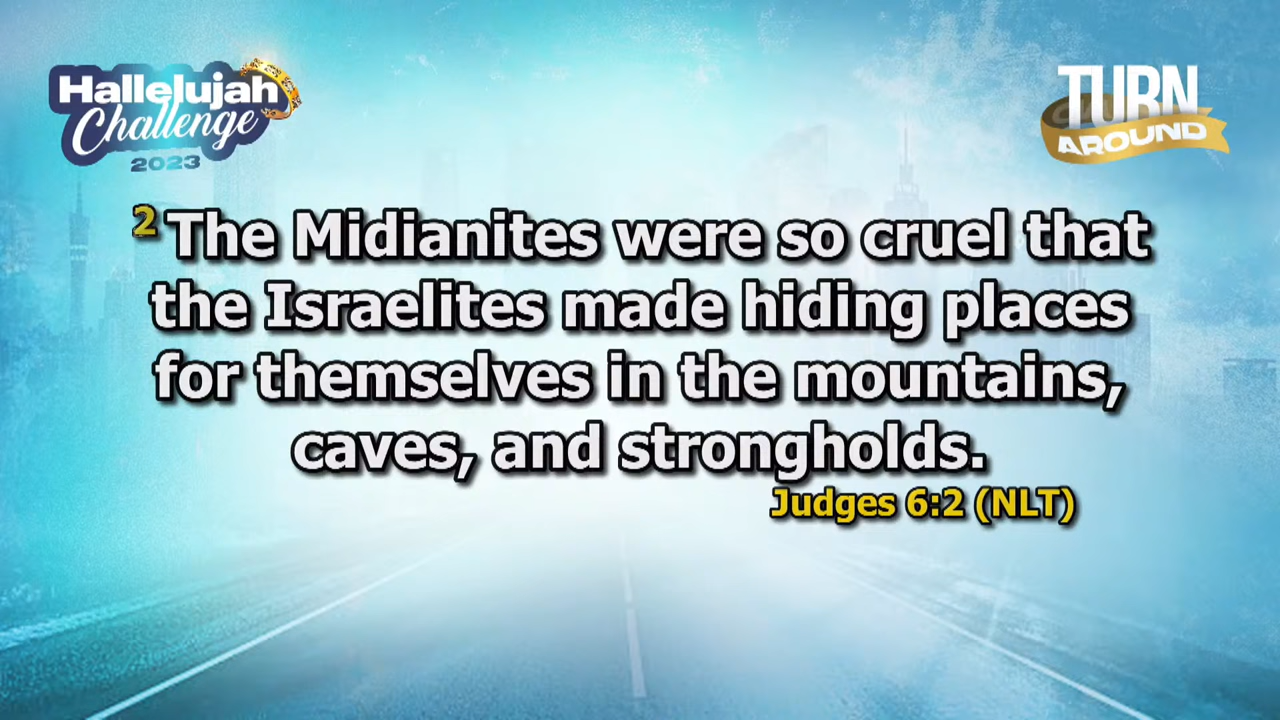 Hallelujah
Challenge
2023
TURN
AROUND
2 The Midianites were so cruel that
the Israelites made hiding places
for themselves in the mountains,
caves, and strongholds.
Judges 6:2 (NLT)